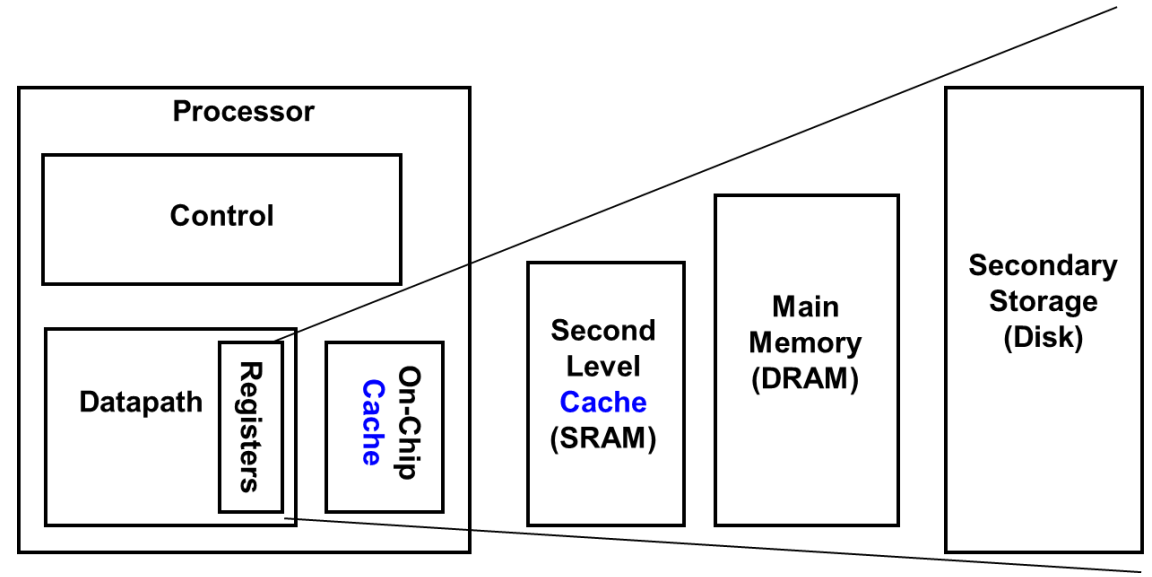 Processor
Control
Datapath
Registers
On-Chip
Cache
Second
Level
Cache
(SRAM)
Main
Memory
(DRAM)
Secondary
Storage
(Disk)